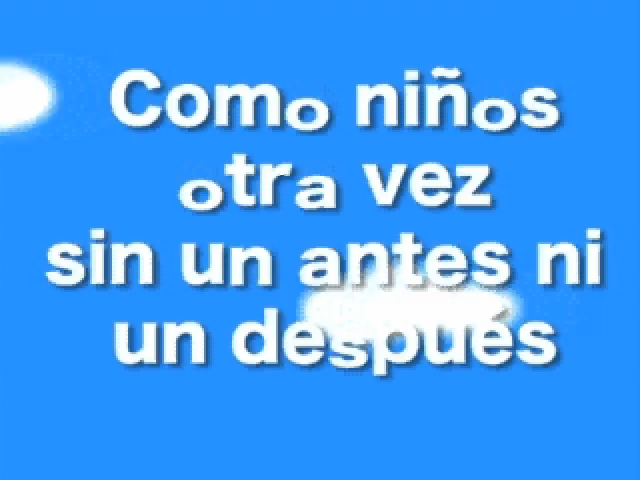 Como niños
otra vez
sin un antes ni
un después